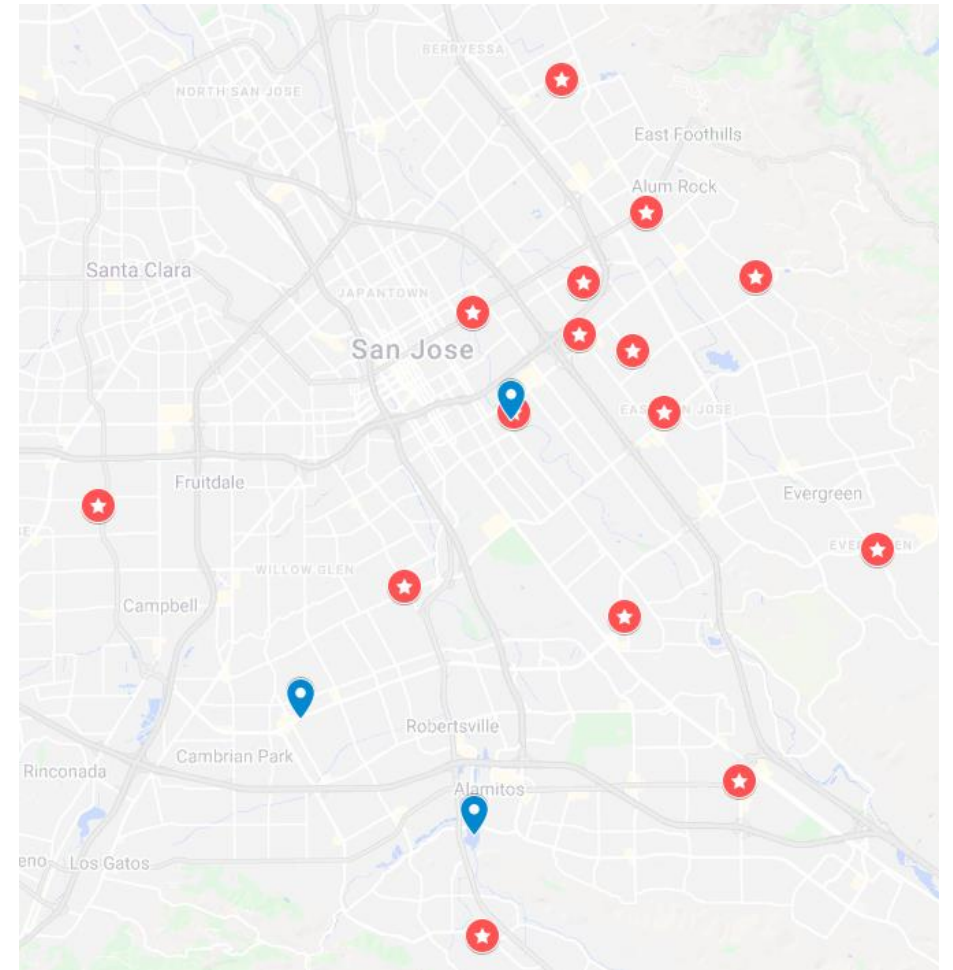 BERRYESSA
NORTH SAN JOSE
East Foothills
Alum Rock
Santa Clara
JAPANTOWN
San Jose
JOSE
Fruitdale
Evergreen
WILLOW GLEN
Campbell
Robertsville
Cambrian Park
Rinconada
Alamitos
Los Gatos